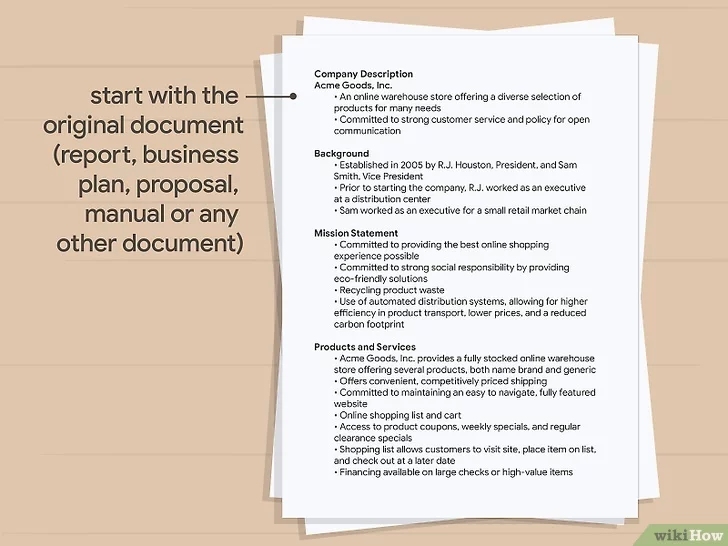 start with the
original document
(report, business
plan, proposal,
manual or any
other document)
Company Description
Acme Goods, Inc.
• An online warehouse store offering a diverse selection of
products for many needs
• Committed to strong customer service and policy for open
communication
Background
• Established in 2005 by R.J. Houston, President, and Sam
Smith, Vice President
• Prior to starting the company, R.J. worked as an executive
at a distribution center
• Sam worked as an executive for a small retail market chain
Mission Statement
• Committed to providing the best online shopping
experience possible
• Committed to strong social responsibility by providing
eco-friendly solutions
• Recycling product waste
• Use of automated distribution systems, allowing for higher
efficiency in product transport, lower prices, and a reduced
carbon footprint
Products and Services
• Acme Goods, Inc. provides a fully stocked online warehouse
store offering several products, both name brand and generic
• Offers convenient, competitively priced shipping
• Committed to maintaining an easy to navigate, fully featured
website
• Online shopping list and cart
• Access to product coupons, weekly specials, and regular
clearance specials
• Shopping list allows customers to visit site, place item on list,
and check out at a later date
• Financing available on large checks or high-value items
wikiHow